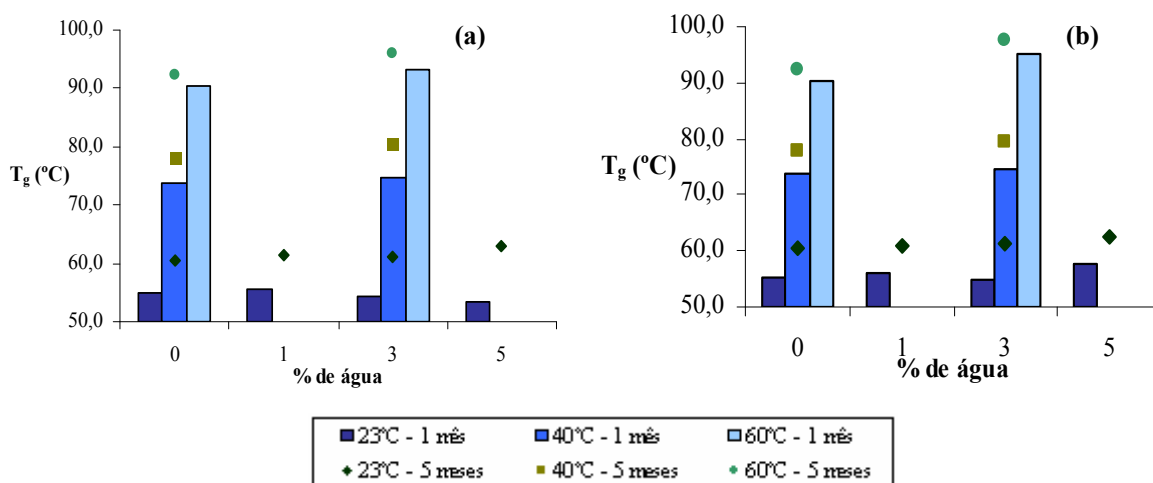 (a)
100,0
90,0
80,0
70,0
60,0
50,0
Tg (ºC)
0 1 3 5
% de água
(b)
100,0
90,0
80,0
70,0
60,0
50,0
Tg (ºC)
0 1 3 5
% de água
23ºC - 1 mês 40ºC - 1 mês 60ºC - 1 mês
23ºC - 5 meses 40ºC - 5 meses 60ºC - 5 meses